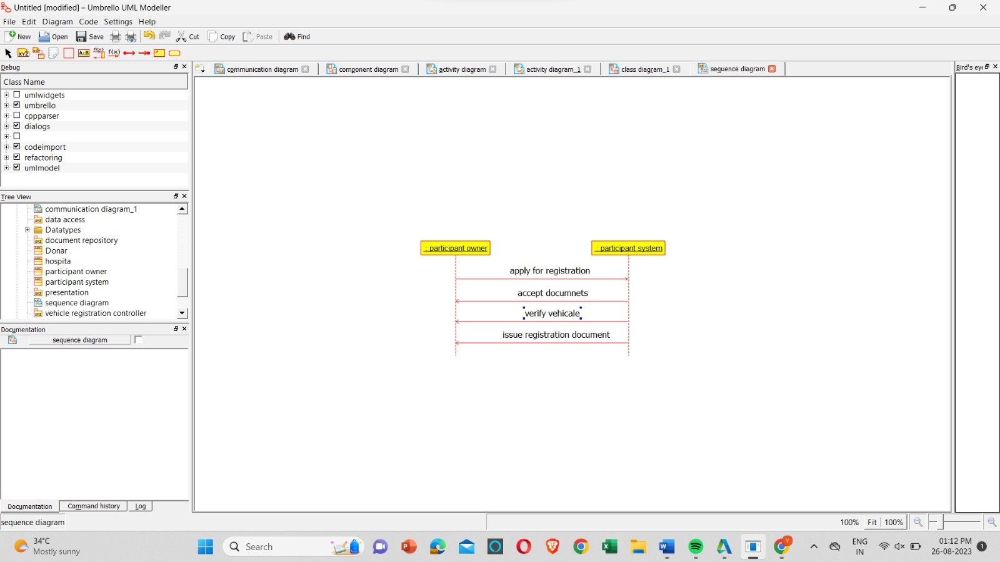 Untitled [modified] – Umbrello UML Modeller
File Edit Diagram Code Settings Help
New Open Save Cut Copy Paste Find
Debug
Class Name
umlwidgets
umbrello
cppparser
dialogs
codeimport
refactoring
umlmodel
Tree View
communication diagram_1
data access
Datatypes
document repository
Donar
hospita
participant owner
participant system
presentation
sequence diagram
vehicle registration controller
Documentation
sequence diagram
Documentation Command history Log
sequence diagram
communication diagram component diagram activity diagram activity diagram_1 class diagram_1 sequence diagram
: participant owner : participant system
apply for registration
accept documnets
verify vehicale
issue registration document
Bird's eye
100% Fit 100%
34°C
Mostly sunny
Search
ENG
IN
01:12 PM
26-08-2023
1